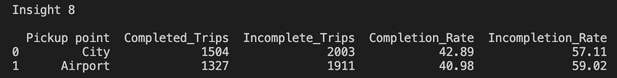 Insight 8
Pickup point Completed_Trips Incomplete_Trips Completion_Rate Incompletion_Rate
0 City 1504 2003 42.89 57.11
1 Airport 1327 1911 40.98 59.02